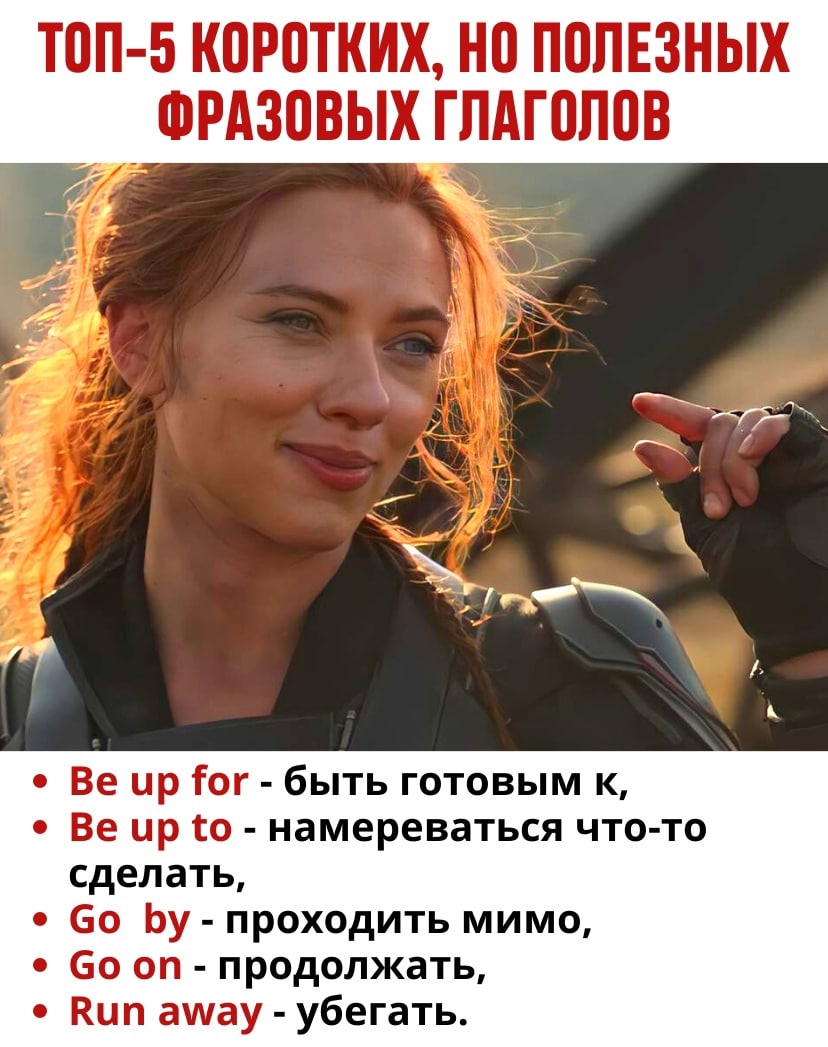 ТОП-5 КОРОТКИХ, НО ПОЛЕЗНЫХ
ФРАЗОВЫХ ГЛАГОЛОВ
• Be up for - быть готовым к,
• Be up to - намереваться что-то
сделать,
• Go by - проходить мимо,
• Go on - продолжать,
• Run away - убегать.